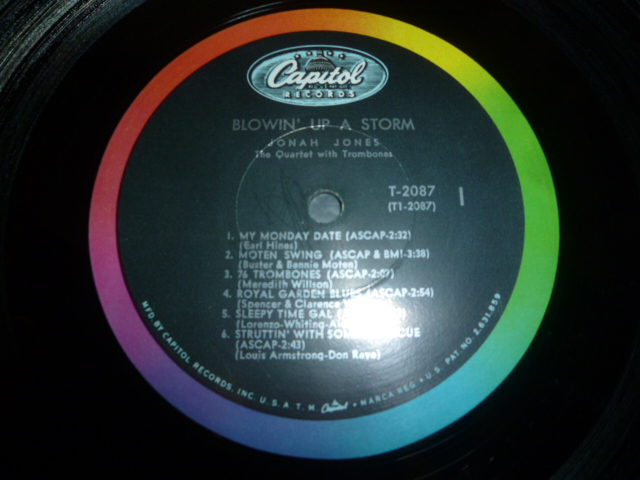 Capitol
RECORDS
BLOWIN' UP A STORM
JONAH JONES
The Quartet with Trombones
T-2087
(T1-2087)
1
1. MY MONDAY DATE (ASCAP-2:32)
(Earl Hines)
2. MOTEN SWING (ASCAP & BMI-3:38)
(Buster & Bennie Moten)
3. 76 TROMBONES (ASCAP-2:0
(Meredith Willson)
4. ROYAL GARDEN BLUES (ASCAP-2:54)
(Spencer & Clarence
5. SLEEPY TIME GAL
(Lorenzo-Whiting-
6. STRUTTIN' WITH SOME
(ASCAP-2:43)
(Louis Armstrong-Don Raye)
MFD. BY CAPITOL RECORDS, INC. U.S.A. T.M. Capitol • MARCA REG. • U.S. PAT. NO. 2,631,859